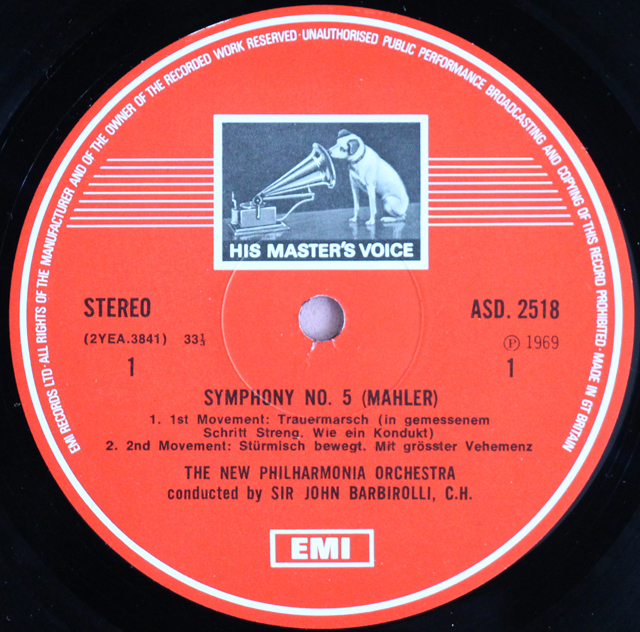 EMI RECORDS LTD·ALL RIGHTS OF THE MANUFACTURER AND OF THE OWNER OF THE RECORDED WORK RESERVED·UNAUTHORISED PUBLIC PERFORMANCE BROADCASTING AND COPYING OF THIS RECORD PROHIBITED·MADE IN GT BRITAIN
HIS MASTER'S VOICE
STEREO
ASD. 2518
(2YEA.3841) 33⅓
Ⓟ 1969
1
1
SYMPHONY NO. 5 (MAHLER)
1. 1st Movement: Trauermarsch (in gemessenem
Schritt Streng. Wie ein Kondukt)
2. 2nd Movement: Stürmisch bewegt. Mit grösster Vehemenz
THE NEW PHILHARMONIA ORCHESTRA
conducted by SIR JOHN BARBIROLLI, C.H.
EMI